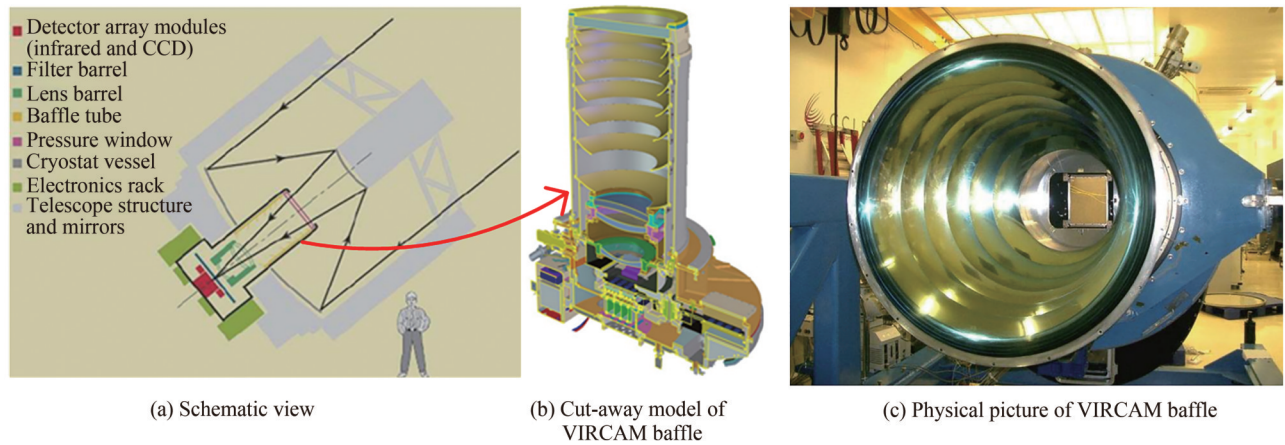 Detector array modules
(infrared and CCD)
Filter barrel
Lens barrel
Baffle tube
Pressure window
Cryostat vessel
Electronics rack
Telescope structure
and mirrors
(a) Schematic view
(b) Cut-away model of
VIRCAM baffle
(c) Physical picture of VIRCAM baffle